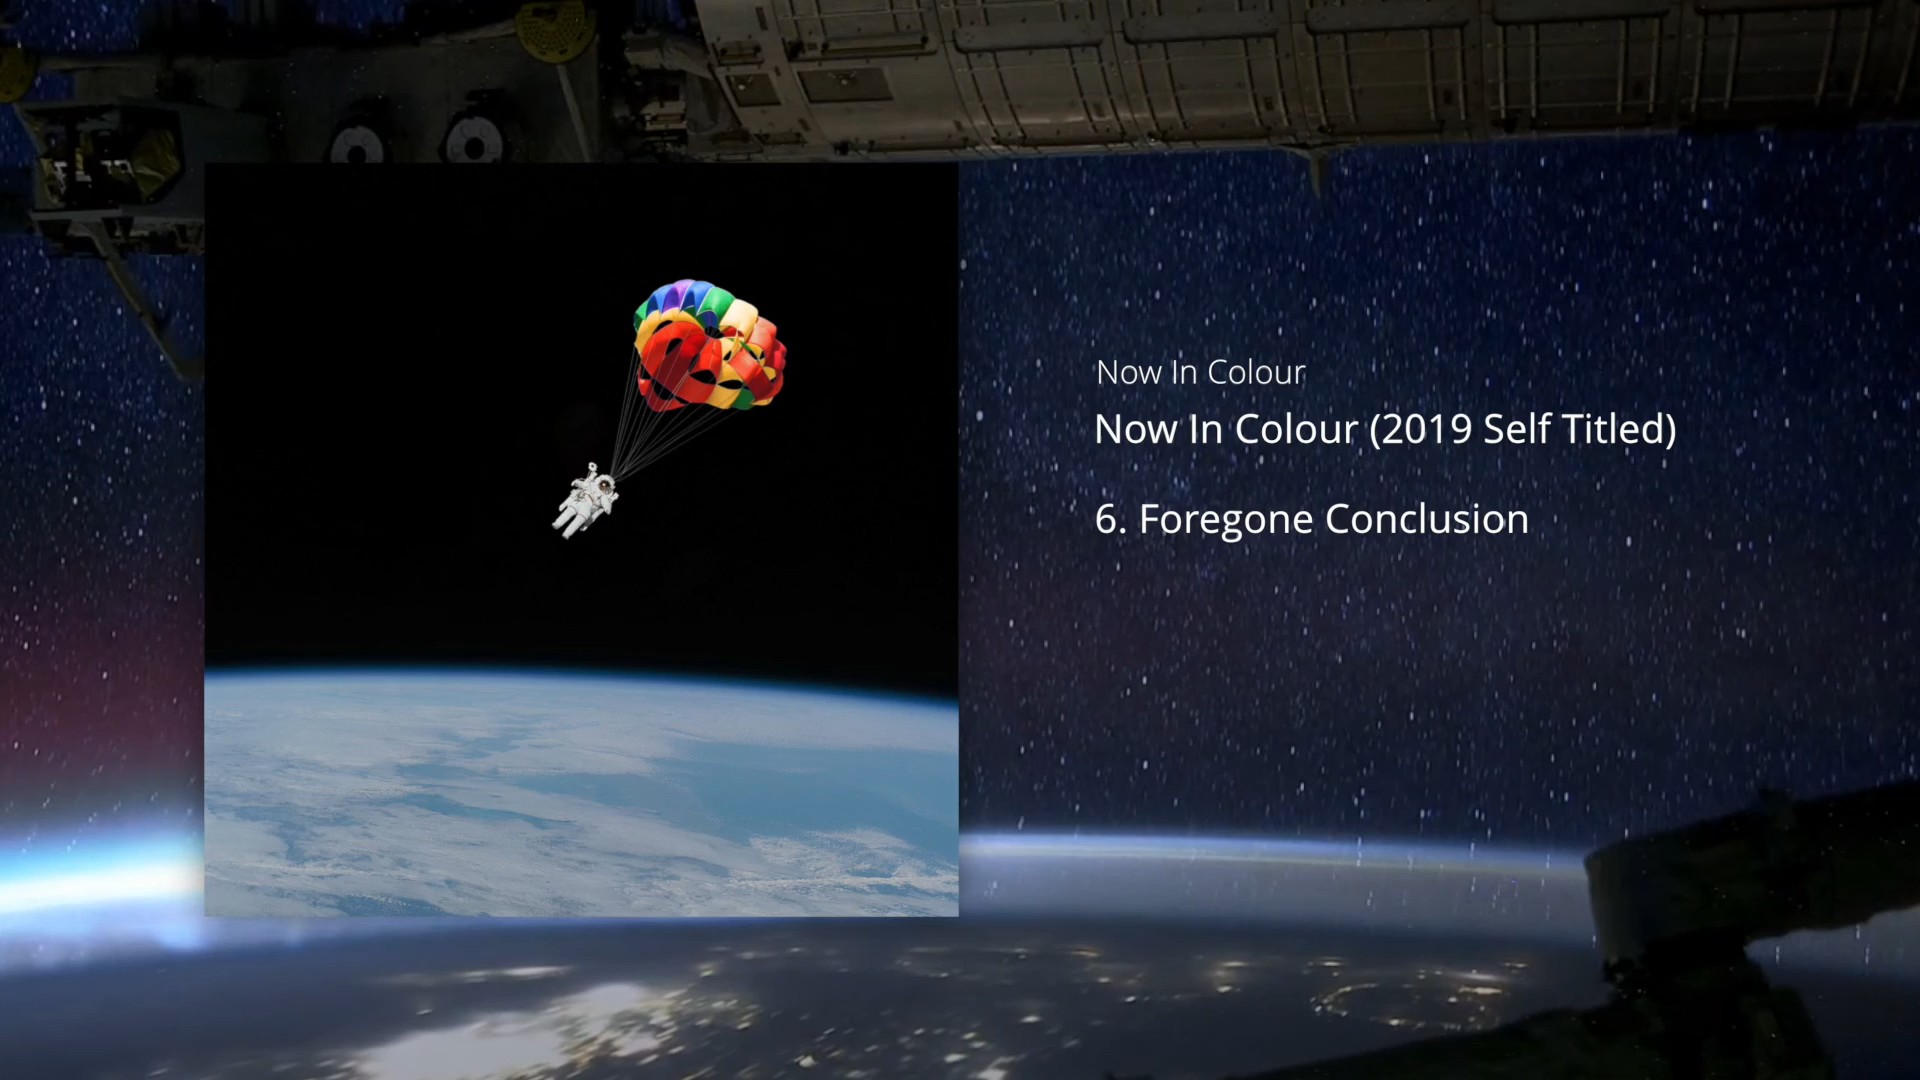 Now In Colour
Now In Colour (2019 Self Titled)
6. Foregone Conclusion